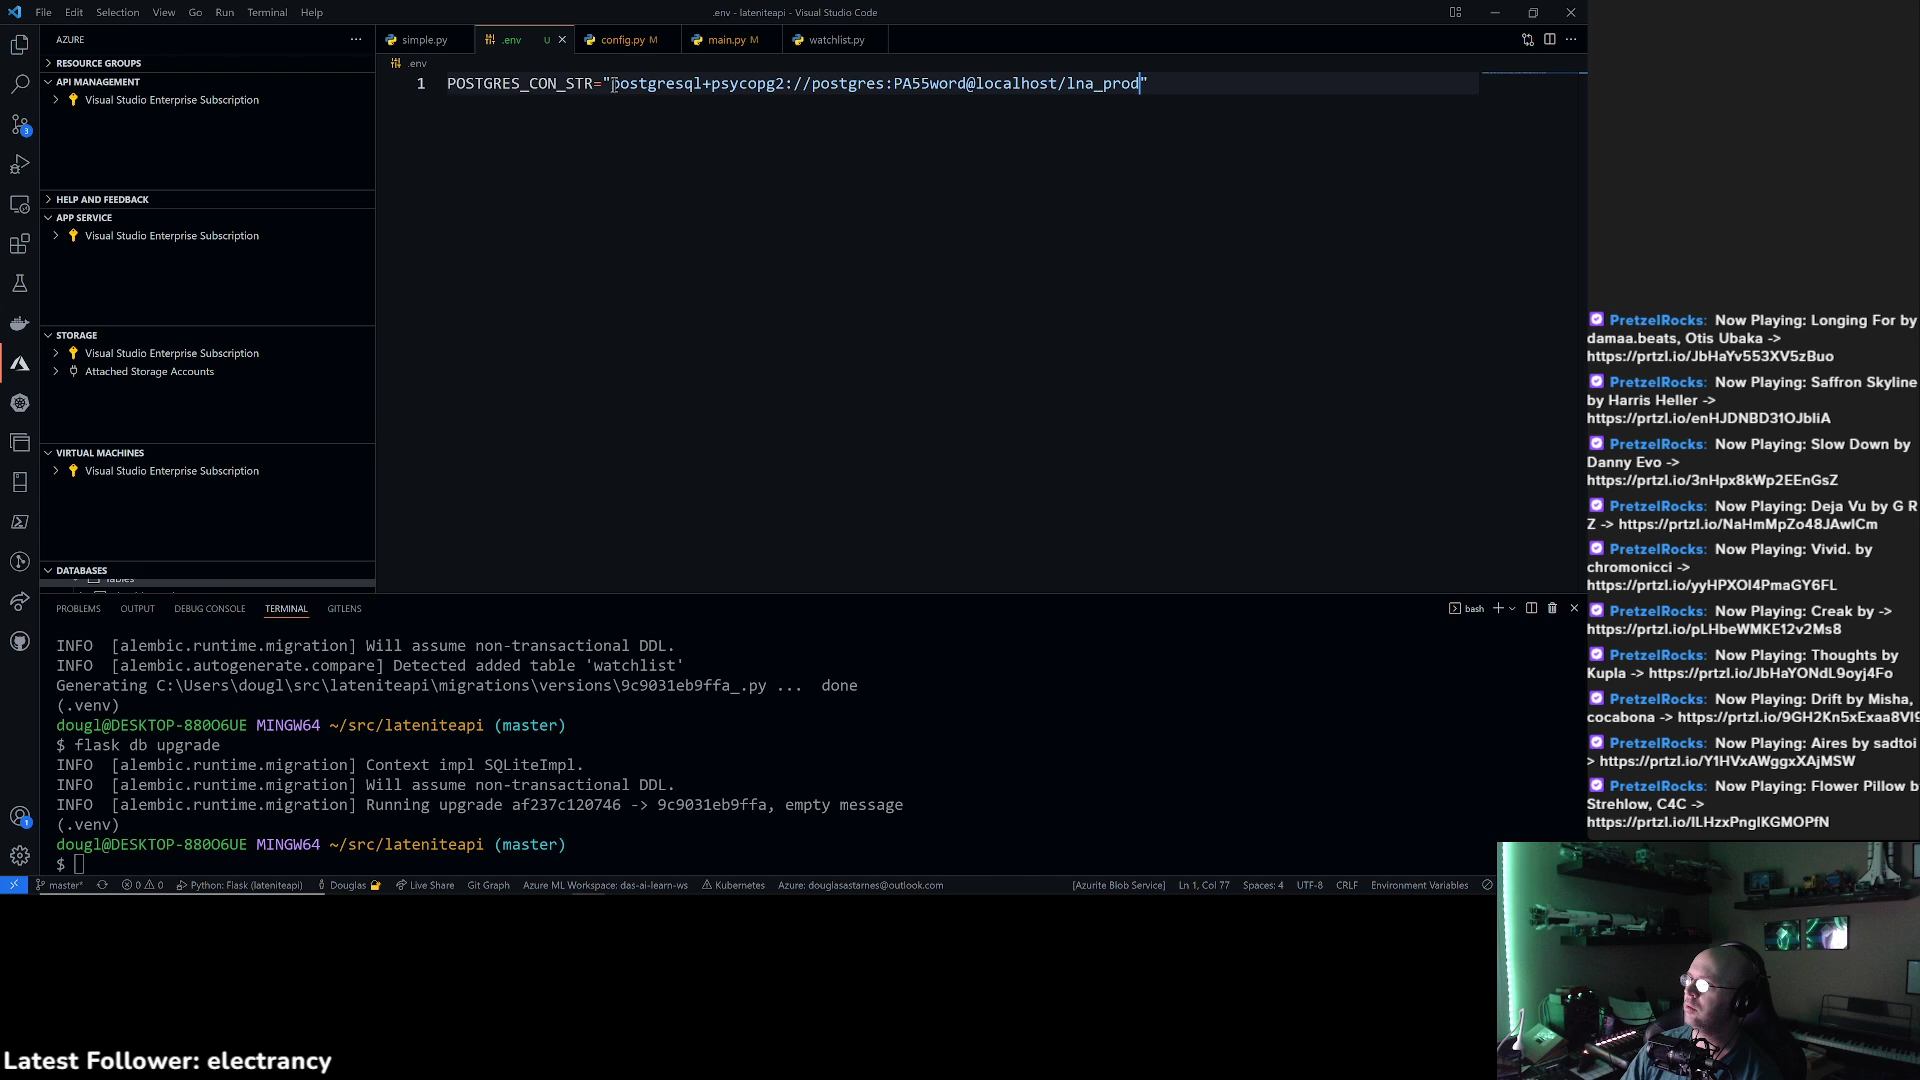 File Edit Selection View Go Run Terminal Help
.env - lateniteapi - Visual Studio Code
AZURE
simple.py
.env U
config.py M
main.py M
watchlist.py
RESOURCE GROUPS
.env
API MANAGEMENT
1 POSTGRES_CON_STR="postgresql+psycopg2://postgres:PA55word@localhost/lna_prod"
Visual Studio Enterprise Subscription
3
HELP AND FEEDBACK
APP SERVICE
Visual Studio Enterprise Subscription
STORAGE
Visual Studio Enterprise Subscription
Attached Storage Accounts
VIRTUAL MACHINES
Visual Studio Enterprise Subscription
DATABASES
Tables
PROBLEMS OUTPUT DEBUG CONSOLE TERMINAL GITLENS
bash
INFO [alembic.runtime.migration] Will assume non-transactional DDL.
INFO [alembic.autogenerate.compare] Detected added table 'watchlist'
Generating C:\Users\dougl\src\lateniteapi\migrations\versions\9c9031eb9ffa_.py ... done
(.venv)
dougl@DESKTOP-880O6UE MINGW64 ~/src/lateniteapi (master)
$ flask db upgrade
INFO [alembic.runtime.migration] Context impl SQLiteImpl.
INFO [alembic.runtime.migration] Will assume non-transactional DDL.
INFO [alembic.runtime.migration] Running upgrade af237c120746 -> 9c9031eb9ffa, empty message
(.venv)
dougl@DESKTOP-880O6UE MINGW64 ~/src/lateniteapi (master)
$
1
master* 0 0 Python: Flask (lateniteapi) Douglas Live Share Git Graph Azure ML Workspace: das-ai-learn-ws Kubernetes Azure: douglasastarnes@outlook.com [Azurite Blob Service] Ln 1, Col 77 Spaces: 4 UTF-8 CRLF Environment Variables
PretzelRocks: Now Playing: Longing For by
damaa.beats, Otis Ubaka ->
https://prtzl.io/JbHaYv553XV5zBuo
PretzelRocks: Now Playing: Saffron Skyline
by Harris Heller ->
https://prtzl.io/enHJDNBD31OJbliA
PretzelRocks: Now Playing: Slow Down by
Danny Evo ->
https://prtzl.io/3nHpx8kWp2EEnGsZ
PretzelRocks: Now Playing: Deja Vu by G R
Z -> https://prtzl.io/NaHmMpZo48JAwlCm
PretzelRocks: Now Playing: Vivid. by
chromonicci ->
https://prtzl.io/yyHPXOl4PmaGY6FL
PretzelRocks: Now Playing: Creak by ->
https://prtzl.io/pLHbeWMKE12v2Ms8
PretzelRocks: Now Playing: Thoughts by
Kupla -> https://prtzl.io/JbHaYONdL9oyj4Fo
PretzelRocks: Now Playing: Drift by Misha,
cocabona -> https://prtzl.io/9GH2Kn5xExaa8Vl9
PretzelRocks: Now Playing: Aires by sadtoi
> https://prtzl.io/Y1HVxAWggxXAjMSW
PretzelRocks: Now Playing: Flower Pillow by
Strehlow, C4C ->
https://prtzl.io/lLHzxPnglKGMOPfN
Latest Follower: electrancy